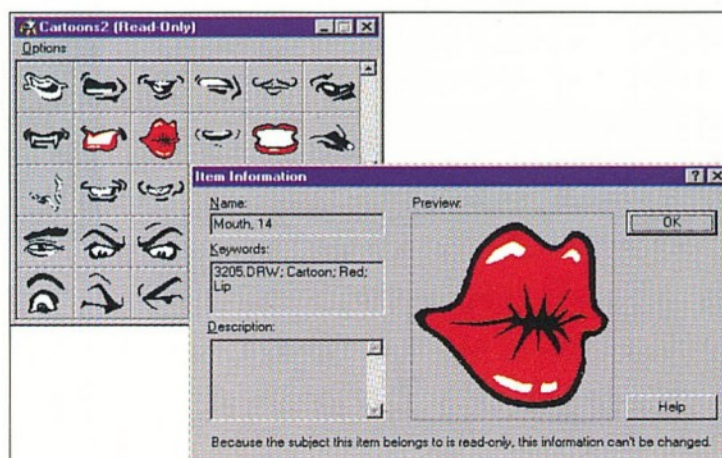 Cartoons2 (Read-Only)
Options
Item Information
Name:
Mouth, 14
Keywords:
3205.DRW; Cartoon; Red;
Lip
Description:
Preview:
OK
Help
Because the subject this item belongs to is read-only, this information can't be changed.